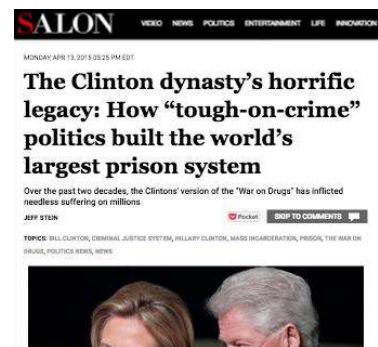 SALON VIDEO NEWS POLITICS ENTERTAINMENT LIFE INNOVATION
MONDAY, APR 13, 2015 05:25 PM EDT
The Clinton dynasty’s horrific
legacy: How “tough-on-crime”
politics built the world’s
largest prison system
Over the past two decades, the Clintons' version of the "War on Drugs" has inflicted
needless suffering on millions
JEFF STEIN Pocket SKIP TO COMMENTS
TOPICS: BILL CLINTON, CRIMINAL JUSTICE SYSTEM, HILLARY CLINTON, MASS INCARCERATION, PRISON, THE WAR ON
DRUGS, POLITICS NEWS, NEWS